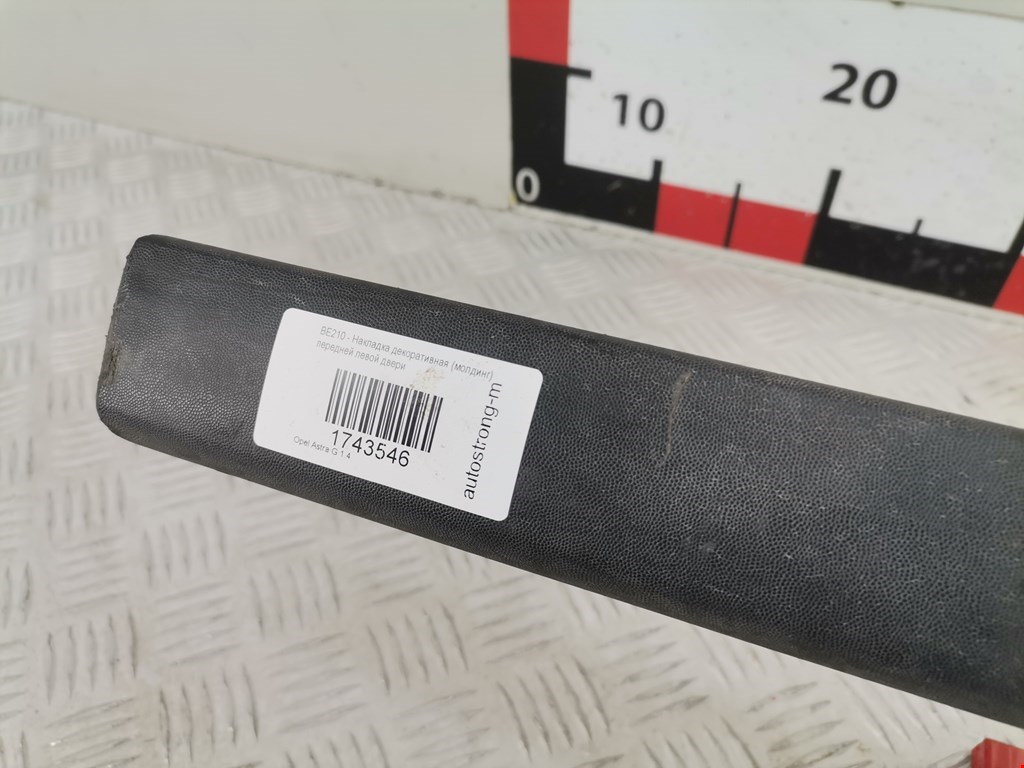 10
20
0
BE210 - Накладка декоративная (молдинг)
передней левой двери
1743546
Opel Astra G 1.4
autostrong-m